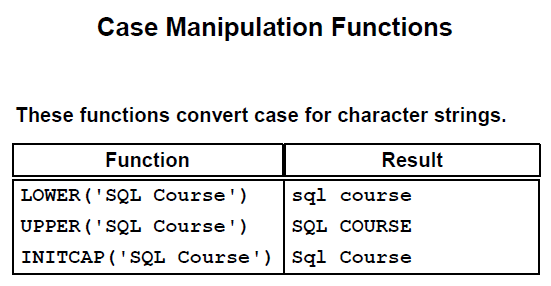 Case Manipulation Functions
These functions convert case for character strings.
Function Result
LOWER('SQL Course') sql course
UPPER('SQL Course') SQL COURSE
INITCAP('SQL Course') Sql Course